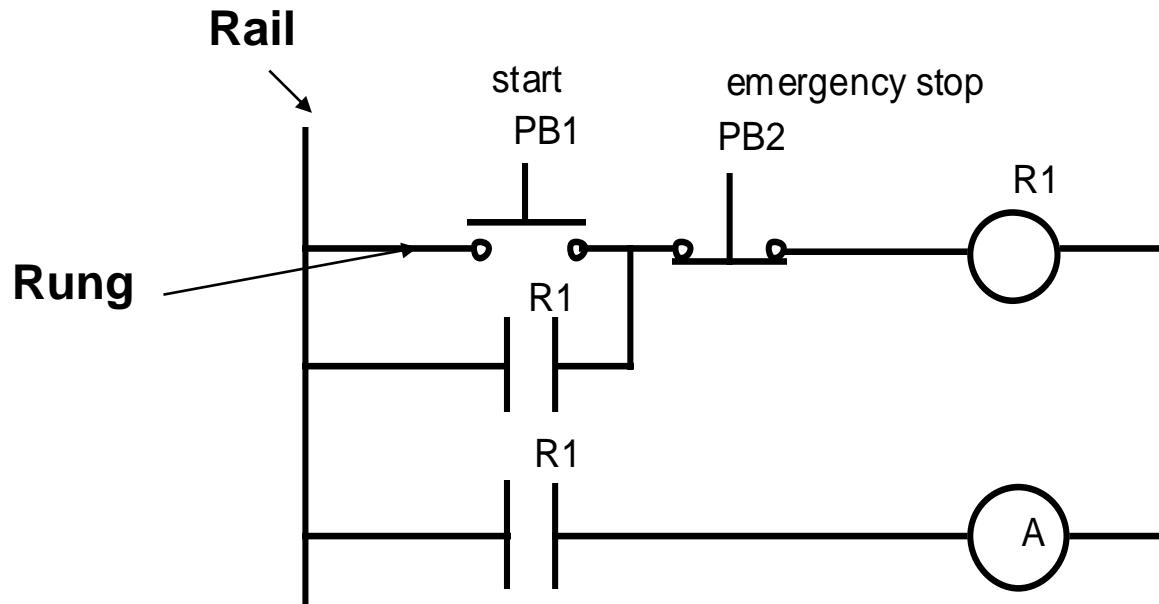 Rail
start
emergency stop
PB1
PB2
R1
Rung
R1
R1
A